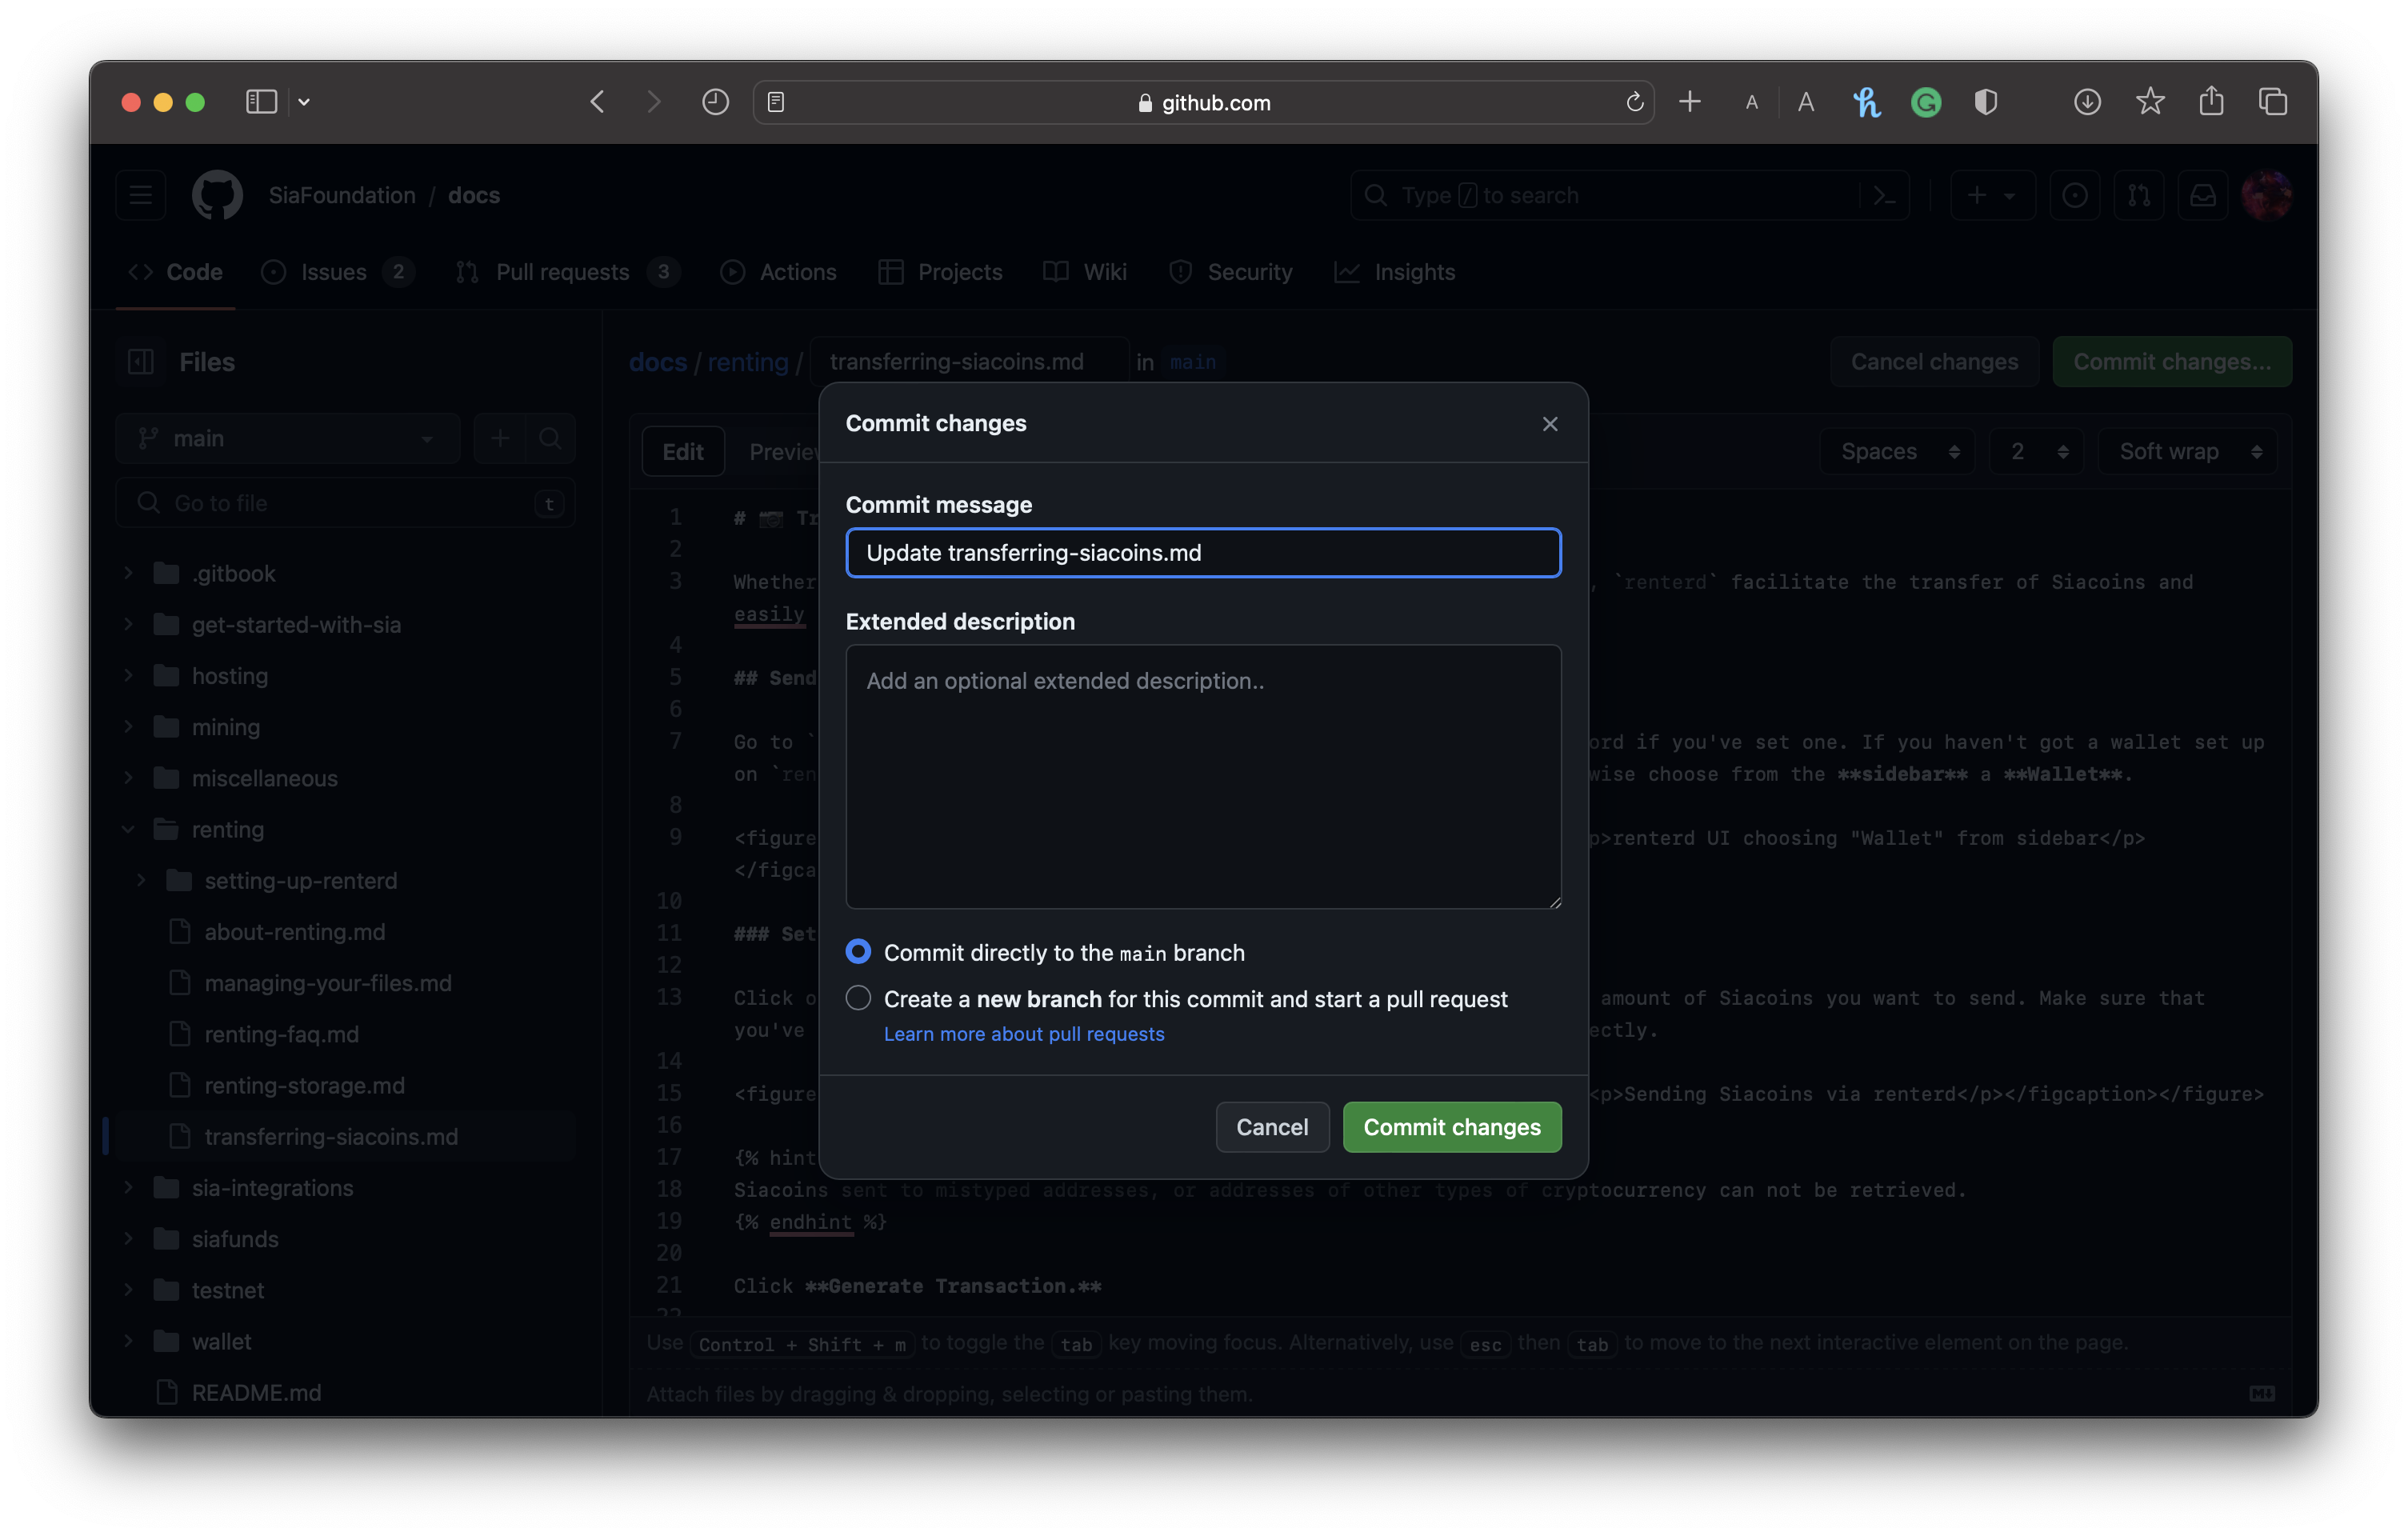 github.com
A A
SiaFoundation / docs
Type / to search
Code
Issues 2
Pull requests 3
Actions
Projects
Wiki
Security
Insights
Files
main
Go to file
t
.gitbook
get-started-with-sia
hosting
mining
miscellaneous
renting
setting-up-renterd
about-renting.md
managing-your-files.md
renting-faq.md
renting-storage.md
transferring-siacoins.md
sia-integrations
siafunds
testnet
wallet
README.md
docs / renting / transferring-siacoins.md in main
Cancel changes
Commit changes...
Edit
Spaces
2
Soft wrap
Commit changes
Commit message
Update transferring-siacoins.md
Extended description
Add an optional extended description..
Commit directly to the main branch
Create a new branch for this commit and start a pull request
Learn more about pull requests
Cancel
Commit changes
1 #
2
3 Whether , `renterd` facilitate the transfer of Siacoins and
easily
4
5 ## Send
6
7 Go to ` ord if you've set one. If you haven't got a wallet set up
on `ren wise choose from the **sidebar** a **Wallet**.
8
9 <figure p>renterd UI choosing "Wallet" from sidebar</p>
</figca
10
11 ### Set
12
13 Click amount of Siacoins you want to send. Make sure that
you've ectly.
14
15 <figure <p>Sending Siacoins via renterd</p></figcaption></figure>
16
17 {% hint
18 Siacoins sent to mistyped addresses, or addresses of other types of cryptocurrency can not be retrieved.
19 {% endhint %}
20
21 Click **Generate Transaction.**
22
Use Control + Shift + m to toggle the tab key moving focus. Alternatively, use esc then tab to move to the next interactive element on the page.
Attach files by dragging & dropping, selecting or pasting them.